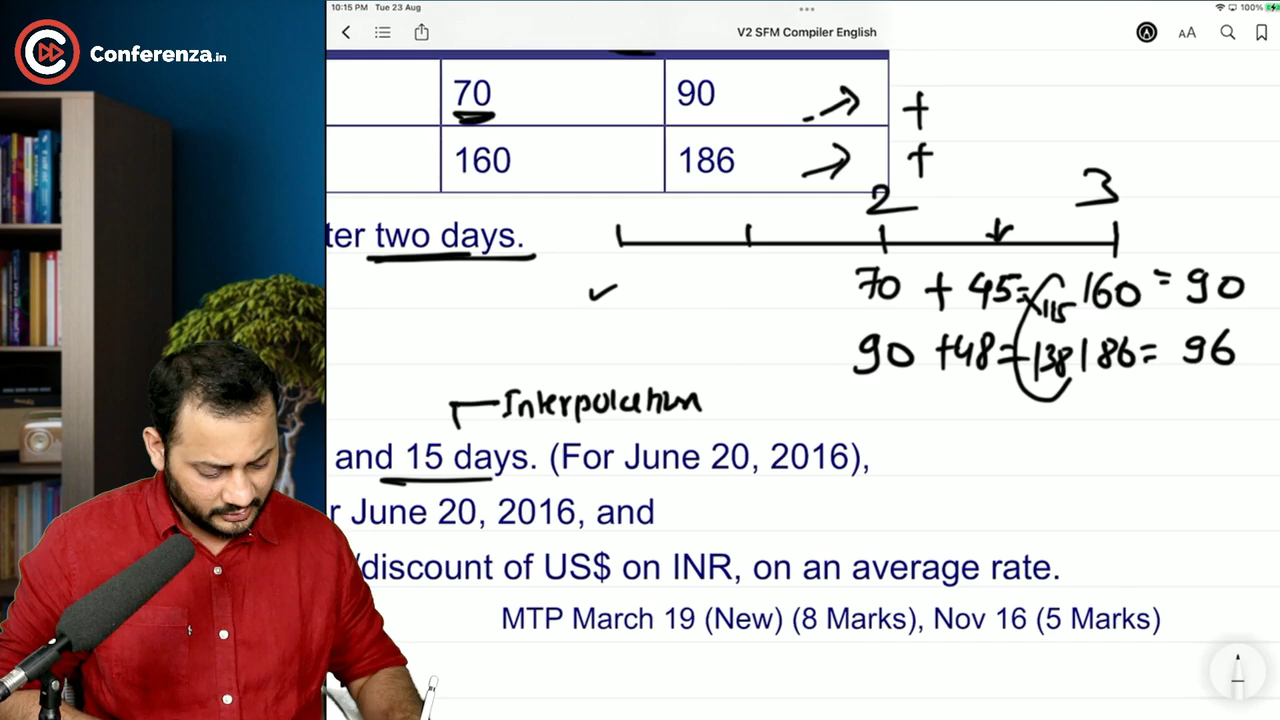 10:15 PM Tue 23 Aug
100%
Conferenza.in
V2 SFM Compiler English
AA
70 90 +
160 186 +
2 3
ter two days.
70 + 45 = 115 160 = 90
90 + 48 = 138 186 = 96
Interpolation
and 15 days. (For June 20, 2016),
r June 20, 2016, and
/discount of US$ on INR, on an average rate.
MTP March 19 (New) (8 Marks), Nov 16 (5 Marks)